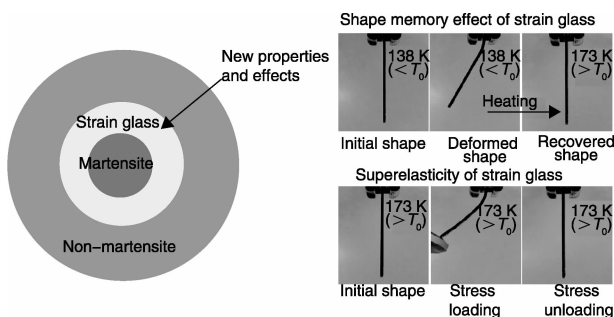 New properties
and effects
Strain glass
Martensite
Non-martensite
Shape memory effect of strain glass
138 K
(<T₀)
138 K
(<T₀)
173 K
(>T₀)
Heating
Initial shape
Deformed
shape
Recovered
shape
Superelasticity of strain glass
173 K
(>T₀)
173 K
(>T₀)
173 K
(>T₀)
Initial shape
Stress
loading
Stress
unloading